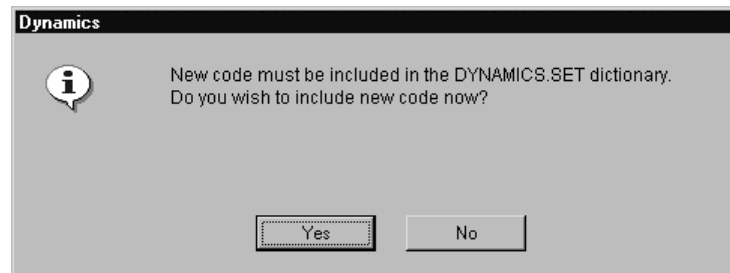 Dynamics
New code must be included in the DYNAMICS.SET dictionary.
Do you wish to include new code now?
Yes
No